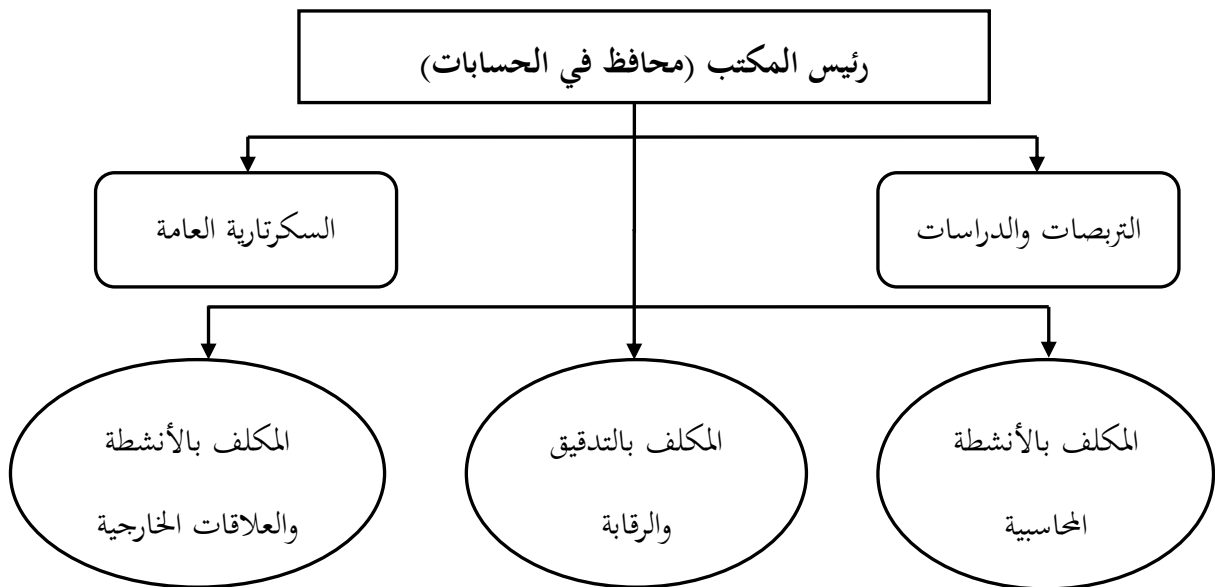 رئيس المكتب (محافظ في الحسابات)
التربصات والدراسات
السكرتارية العامة
المكلف بالأنشطة
المحاسبية
المكلف بالتدقيق
والرقابة
المكلف بالأنشطة
والعلاقات الخارجية